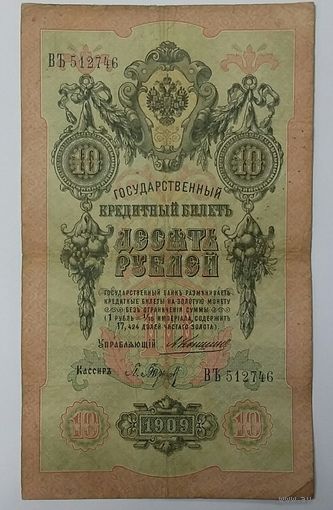 ВЪ 512746
10 10
ГОСУДАРСТВЕННЫЙ
КРЕДИТНЫЙ БИЛЕТЪ
ДЕСЯТЬ
РУБЛЕЙ
ГОСУДАРСТВЕННЫЙ БАНКЪ РАЗМѢНИВАЕТЪ
КРЕДИТНЫЕ БИЛЕТЫ НА ЗОЛОТУЮ МОНЕТУ
БЕЗЪ ОГРАНИЧЕНІЯ СУММЫ
(1 РУБЛЬ = 1/15 ИМПЕРІАЛА, СОДЕРЖИТЪ
17,424 ДОЛЕЙ ЧИСТАГО ЗОЛОТА)
УПРАВЛЯЮЩІЙ
Кассиръ
ВЪ 512746
10 1909 10